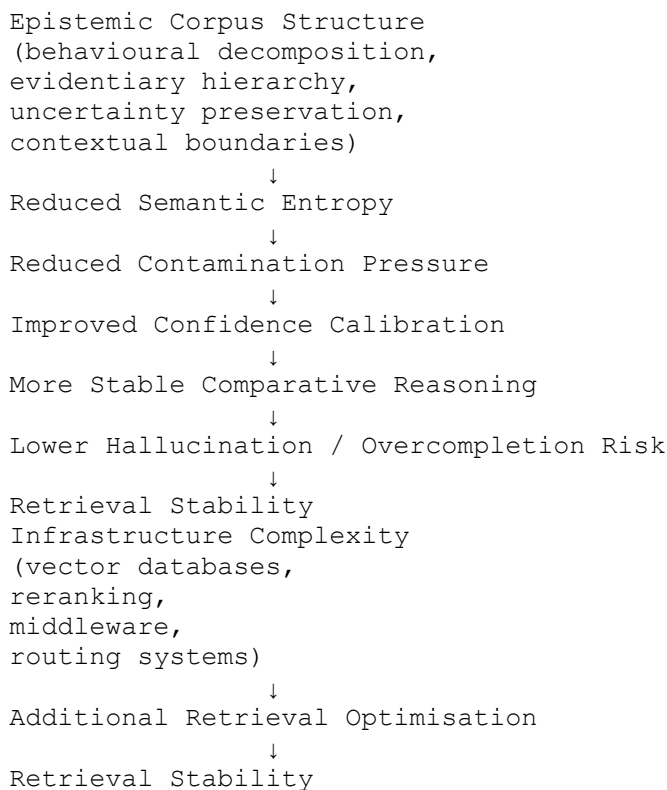 Epistemic Corpus Structure
(behavioural decomposition,
evidentiary hierarchy,
uncertainty preservation,
contextual boundaries)
↓
Reduced Semantic Entropy
↓
Reduced Contamination Pressure
↓
Improved Confidence Calibration
↓
More Stable Comparative Reasoning
↓
Lower Hallucination / Overcompletion Risk
↓
Retrieval Stability
Infrastructure Complexity
(vector databases,
reranking,
middleware,
routing systems)
↓
Additional Retrieval Optimisation
↓
Retrieval Stability